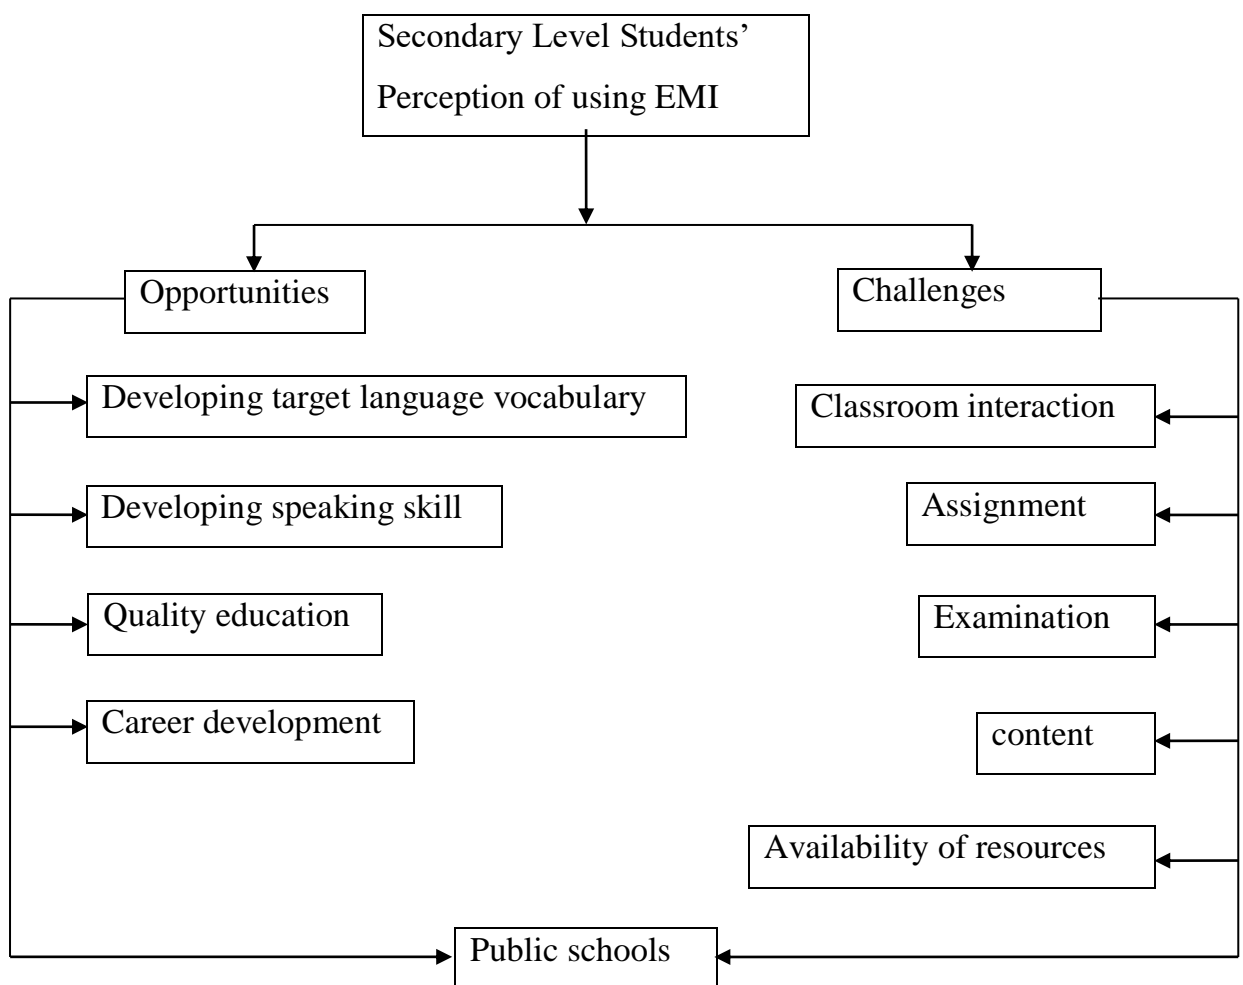 Secondary Level Students’
Perception of using EMI
Opportunities
Challenges
Developing target language vocabulary
Classroom interaction
Developing speaking skill
Assignment
Quality education
Examination
Career development
content
Availability of resources
Public schools